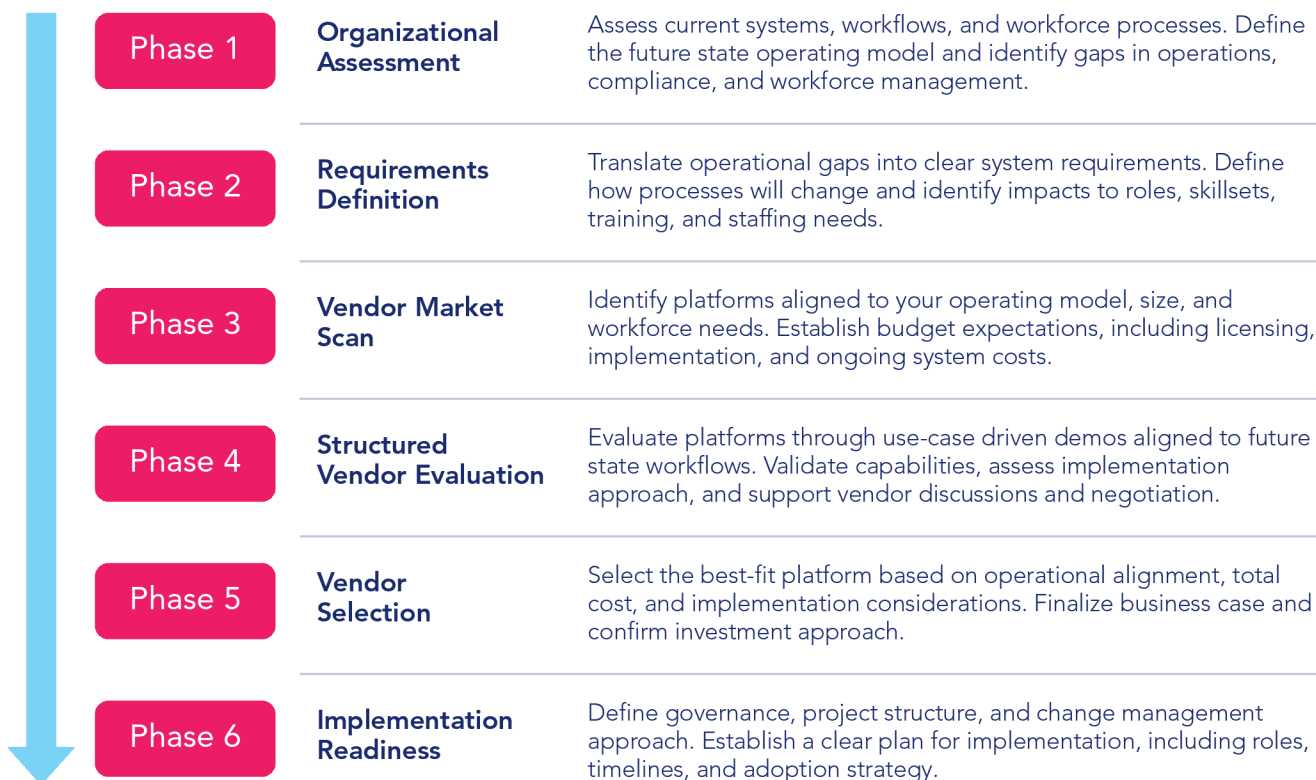 Phase 1
Organizational
Assessment
Assess current systems, workflows, and workforce processes. Define
the future state operating model and identify gaps in operations,
compliance, and workforce management.
Phase 2
Requirements
Definition
Translate operational gaps into clear system requirements. Define
how processes will change and identify impacts to roles, skillsets,
training, and staffing needs.
Phase 3
Vendor Market
Scan
Identify platforms aligned to your operating model, size, and
workforce needs. Establish budget expectations, including licensing,
implementation, and ongoing system costs.
Phase 4
Structured
Vendor Evaluation
Evaluate platforms through use-case driven demos aligned to future
state workflows. Validate capabilities, assess implementation
approach, and support vendor discussions and negotiation.
Phase 5
Vendor
Selection
Select the best-fit platform based on operational alignment, total
cost, and implementation considerations. Finalize business case and
confirm investment approach.
Phase 6
Implementation
Readiness
Define governance, project structure, and change management
approach. Establish a clear plan for implementation, including roles,
timelines, and adoption strategy.